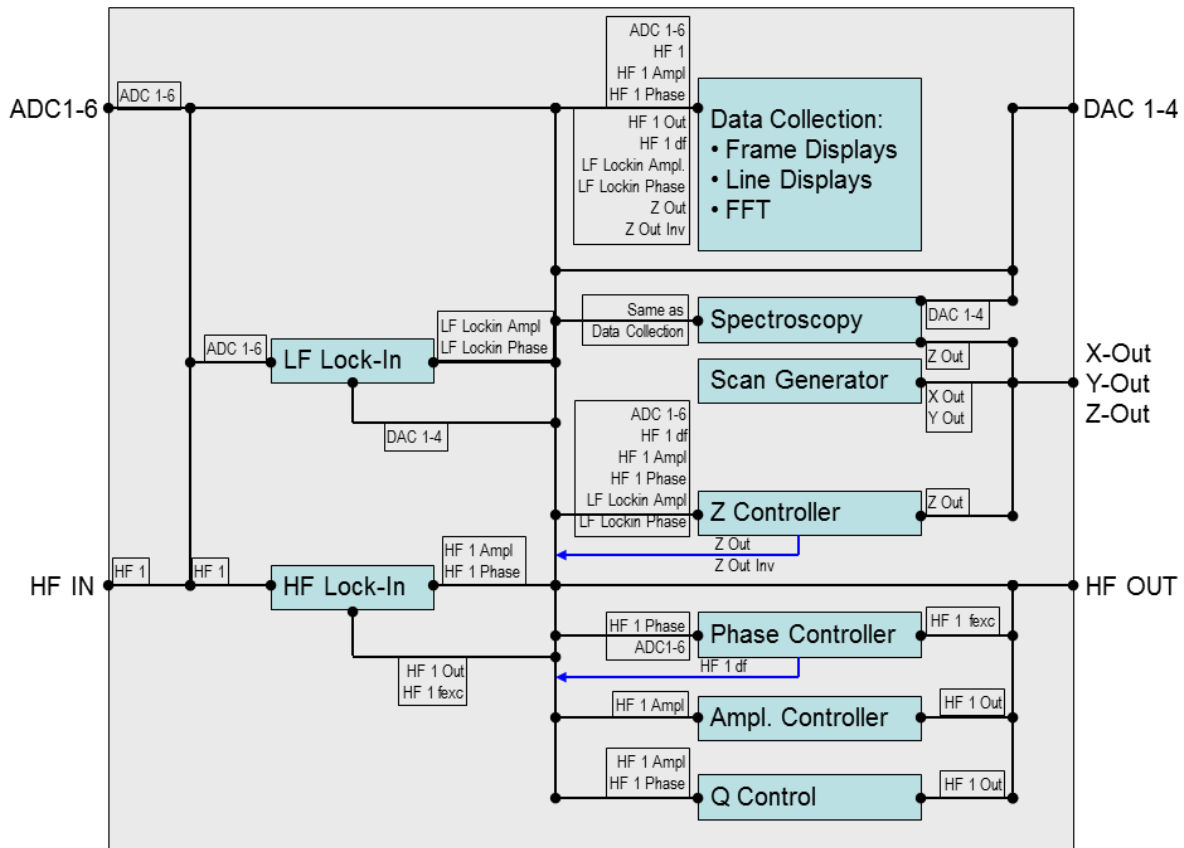 ADC1-6
ADC 1-6
ADC 1-6
HF 1
HF 1 Ampl
HF 1 Phase
HF 1 Out
HF 1 df
LF Lockin Ampl.
LF Lockin Phase
Z Out
Z Out Inv
Data Collection:
• Frame Displays
• Line Displays
• FFT
DAC 1-4
Same as
Data Collection
Spectroscopy
DAC 1-4
Z Out
ADC 1-6
LF Lock-In
LF Lockin Ampl
LF Lockin Phase
DAC 1-4
Scan Generator
X Out
Y Out
X-Out
Y-Out
Z-Out
ADC 1-6
HF 1 df
HF 1 Ampl
HF 1 Phase
LF Lockin Ampl
LF Lockin Phase
Z Controller
Z Out
Z Out
Z Out Inv
HF IN
HF 1
HF 1
HF Lock-In
HF 1 Ampl
HF 1 Phase
HF 1 Out
HF 1 fexc
HF OUT
HF 1 Phase
ADC1-6
Phase Controller
HF 1 fexc
HF 1 df
HF 1 Ampl
Ampl. Controller
HF 1 Out
HF 1 Ampl
HF 1 Phase
Q Control
HF 1 Out